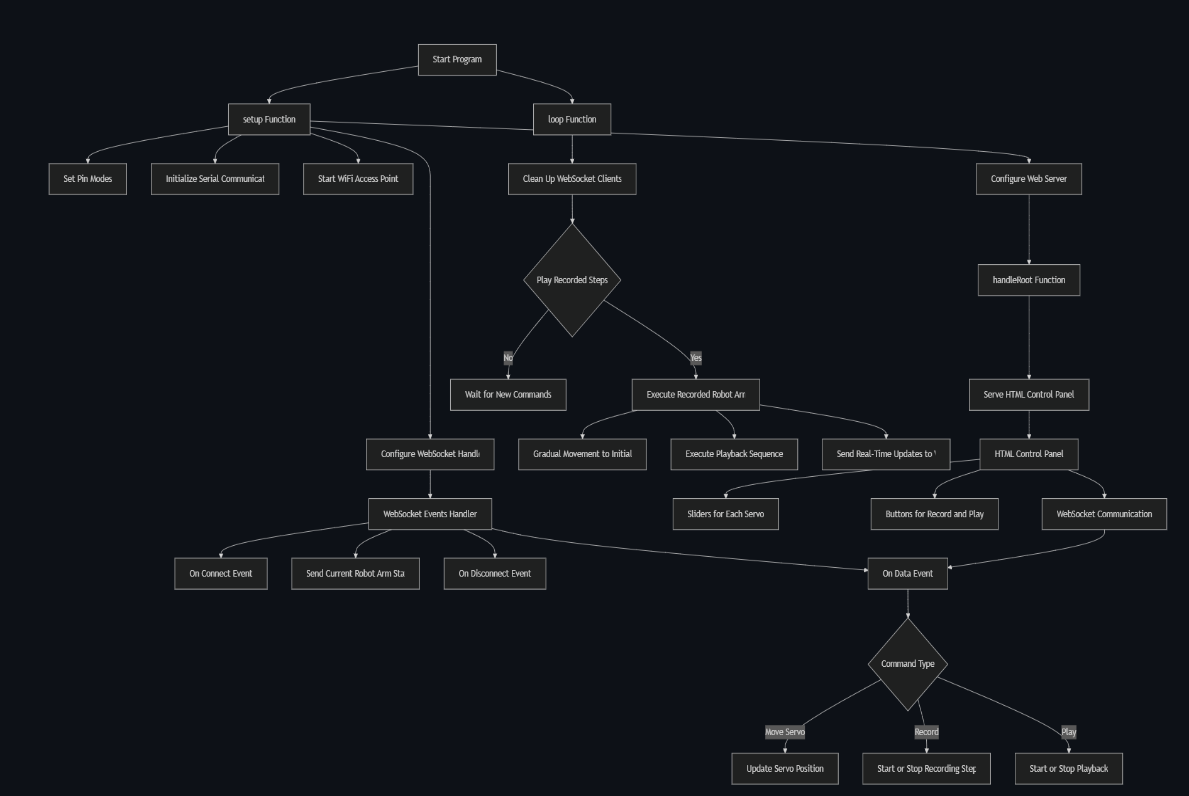 Start Program
setup Function
loop Function
Set Pin Modes
Initialize Serial Communicat
Start WiFi Access Point
Clean Up WebSocket Clients
Configure Web Server
Play Recorded Steps
handleRoot Function
No
Yes
Wait for New Commands
Execute Recorded Robot Arr
Serve HTML Control Panel
Configure WebSocket Handl
Gradual Movement to Initial
Execute Playback Sequence
Send Real-Time Updates to
HTML Control Panel
WebSocket Events Handler
Sliders for Each Servo
Buttons for Record and Play
WebSocket Communication
On Connect Event
Send Current Robot Arm Sta
On Disconnect Event
On Data Event
Command Type
Move Servo
Record
Play
Update Servo Position
Start or Stop Recording Step
Start or Stop Playback